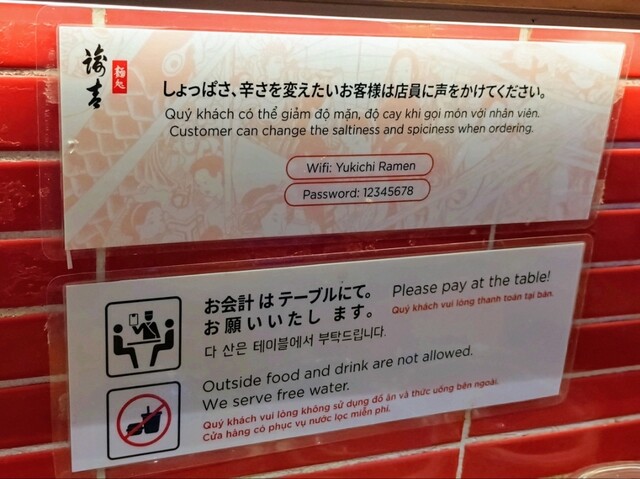 諭吉
麺処
しょっぱさ、辛さを変えたいお客様は店員に声をかけてください。
Quý khách có thể giảm độ mặn, độ cay khi gọi món với nhân viên.
Customer can change the saltiness and spiciness when ordering.
Wifi: Yukichi Ramen
Password: 12345678
お会計 は テーブルにて。
お 願 い いたし ま す。
다 산은 테이블에서 부탁드립니다.
Please pay at the table!
Quý khách vui lòng thanh toán tại bàn.
Outside food and drink are not allowed.
We serve free water.
Quý khách vui lòng không sử dụng đồ ăn và thức uống bên ngoài.
Cửa hàng có phục vụ nước lọc miễn phí.